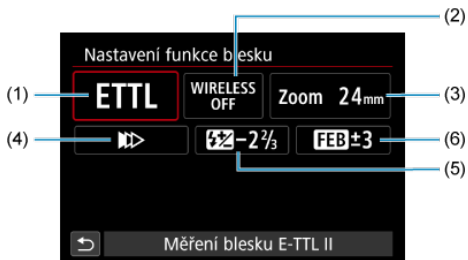 (2)
Nastavení funkce blesku
(1) ETTL WIRELESS OFF Zoom 24mm (3)
(4) -2⅔ FEB±3 (6)
(5)
Měření blesku E-TTL II